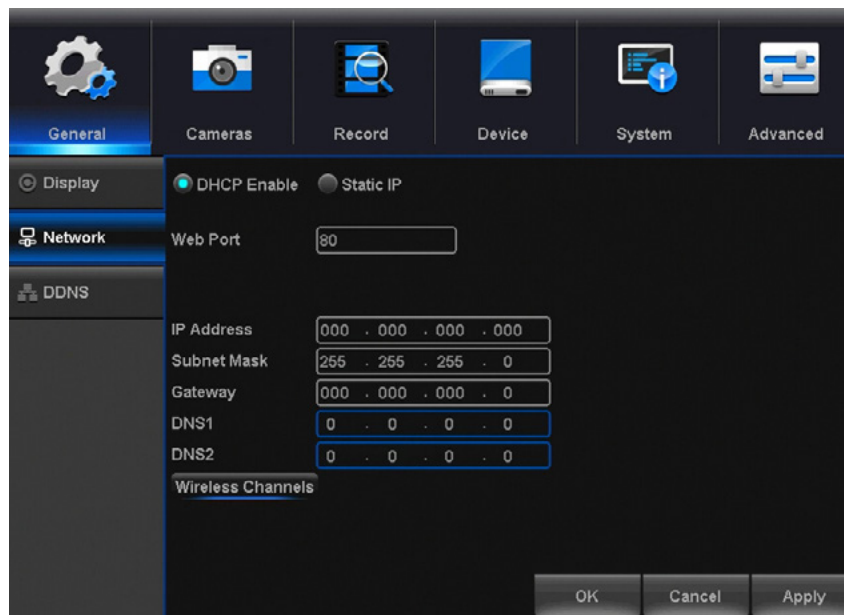 General Cameras Record Device System Advanced
Display
DHCP Enable Static IP
Network
Web Port 80
DDNS
IP Address 000 . 000 . 000 . 000
Subnet Mask 255 . 255 . 255 . 0
Gateway 000 . 000 . 000 . 0
DNS1 0 . 0 . 0 . 0
DNS2 0 . 0 . 0 . 0
Wireless Channels
OK Cancel Apply